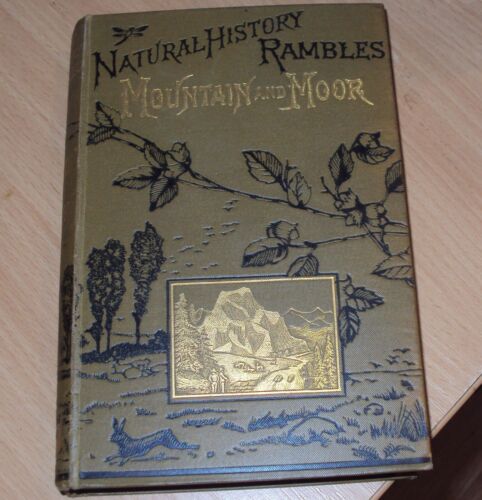 NATURAL HISTORY
RAMBLES
MOUNTAIN AND MOOR